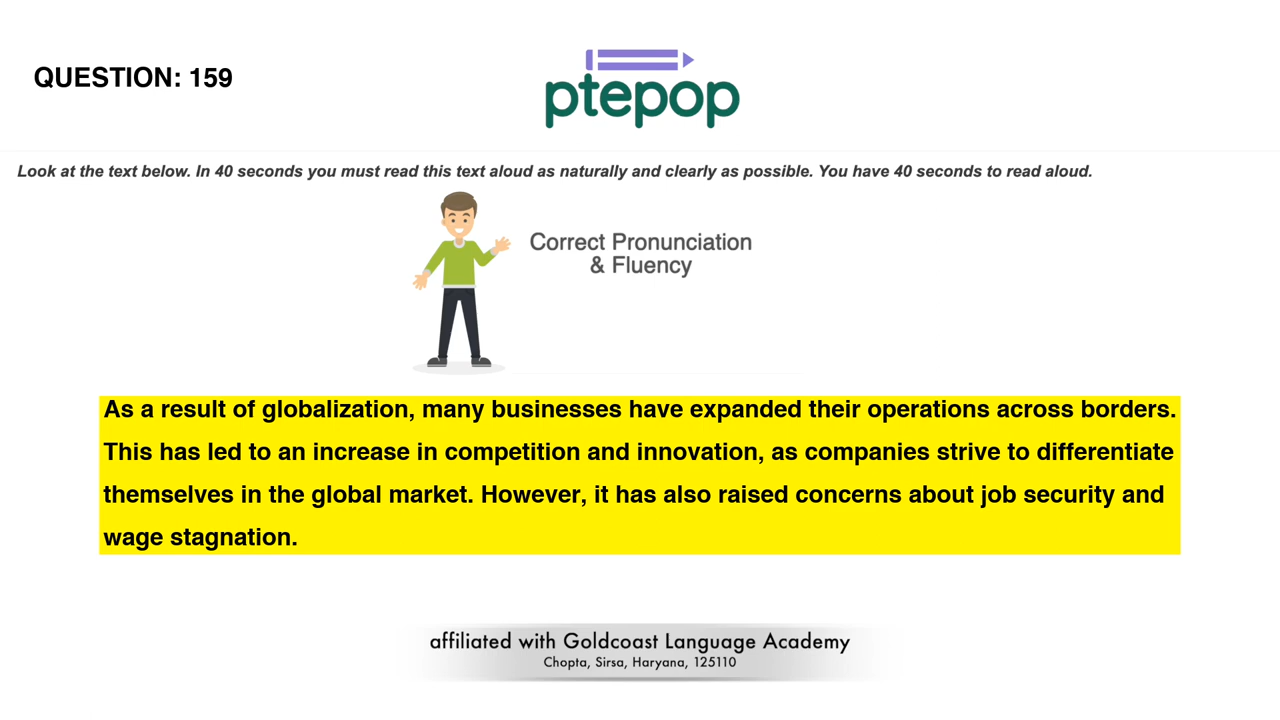 QUESTION: 159
ptepop
Look at the text below. In 40 seconds you must read this text aloud as naturally and clearly as possible. You have 40 seconds to read aloud.
Correct Pronunciation
& Fluency
As a result of globalization, many businesses have expanded their operations across borders.
This has led to an increase in competition and innovation, as companies strive to differentiate
themselves in the global market. However, it has also raised concerns about job security and
wage stagnation.
affiliated with Goldcoast Language Academy
Chopta, Sirsa, Haryana, 125110